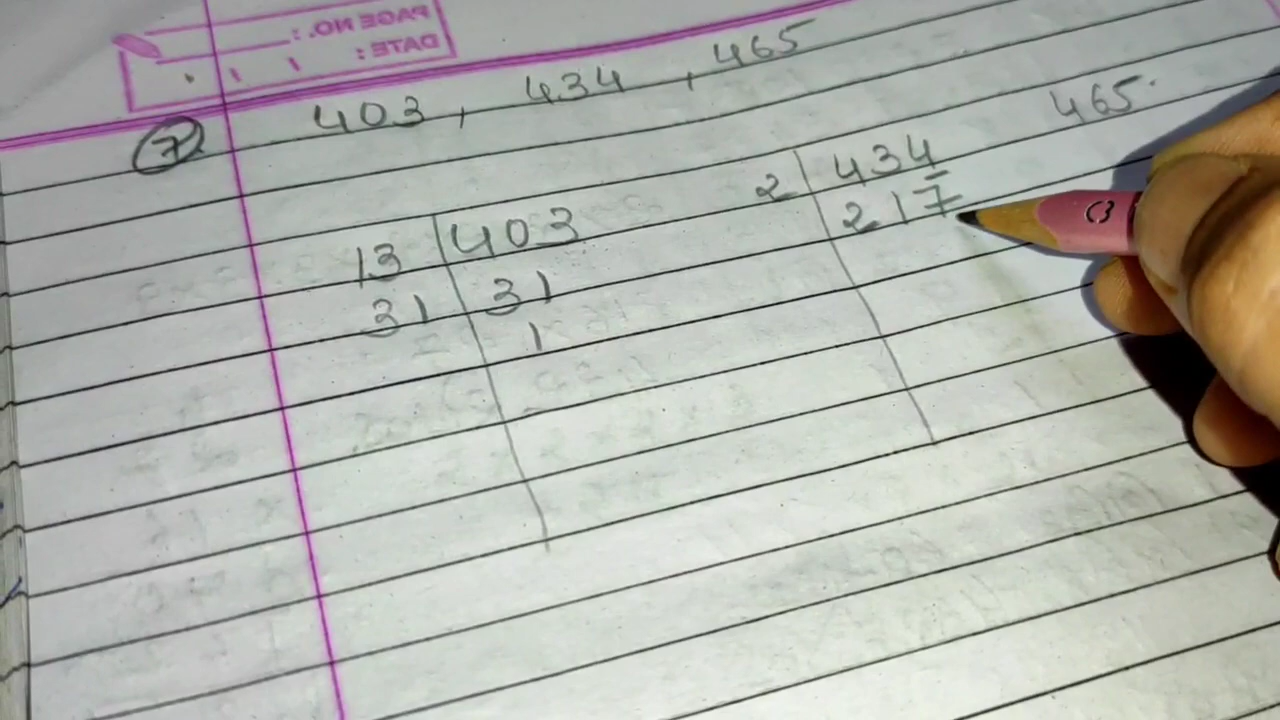 PAGE NO. :
DATE : / /
7 403, 434, 465
13 | 403
31 | 31
1
2 | 434
217
465.